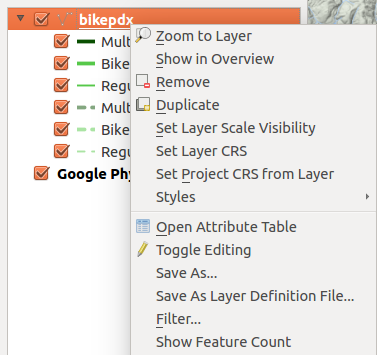 bikepdx
Mult
Bike
Regu
Mult
Bike
Regu
Google Phy
Zoom to Layer
Show in Overview
Remove
Duplicate
Set Layer Scale Visibility
Set Layer CRS
Set Project CRS from Layer
Styles
Open Attribute Table
Toggle Editing
Save As...
Save As Layer Definition File...
Filter...
Show Feature Count